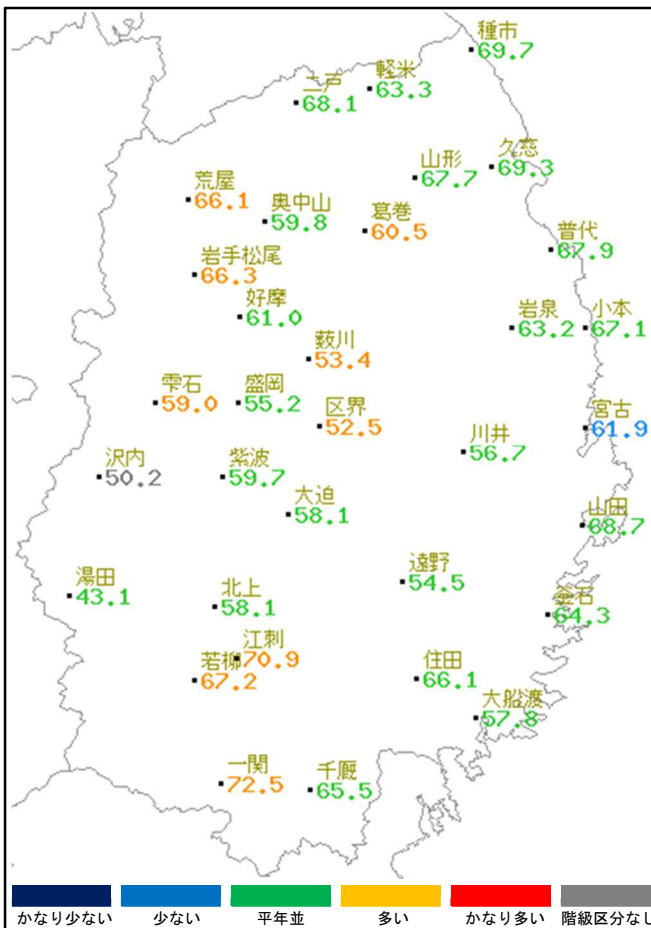 種市
69.7
軽米
63.3
二戸
68.1
久慈
69.3
山形
67.7
荒屋
66.1
奥中山
59.8
葛巻
60.5
普代
67.9
岩手松尾
66.3
好摩
61.0
岩泉
63.2
小本
67.1
薮川
53.4
雫石
59.0
盛岡
55.2
区界
52.5
宮古
61.9
川井
56.7
沢内
50.2
紫波
59.7
大迫
58.1
山田
68.7
遠野
54.5
湯田
43.1
北上
58.1
釜石
64.3
江刺
70.9
若柳
67.2
住田
66.1
大船渡
57.8
一関
72.5
千厩
65.5
かなり少ない
少ない
平年並
多い
かなり多い
階級区分なし